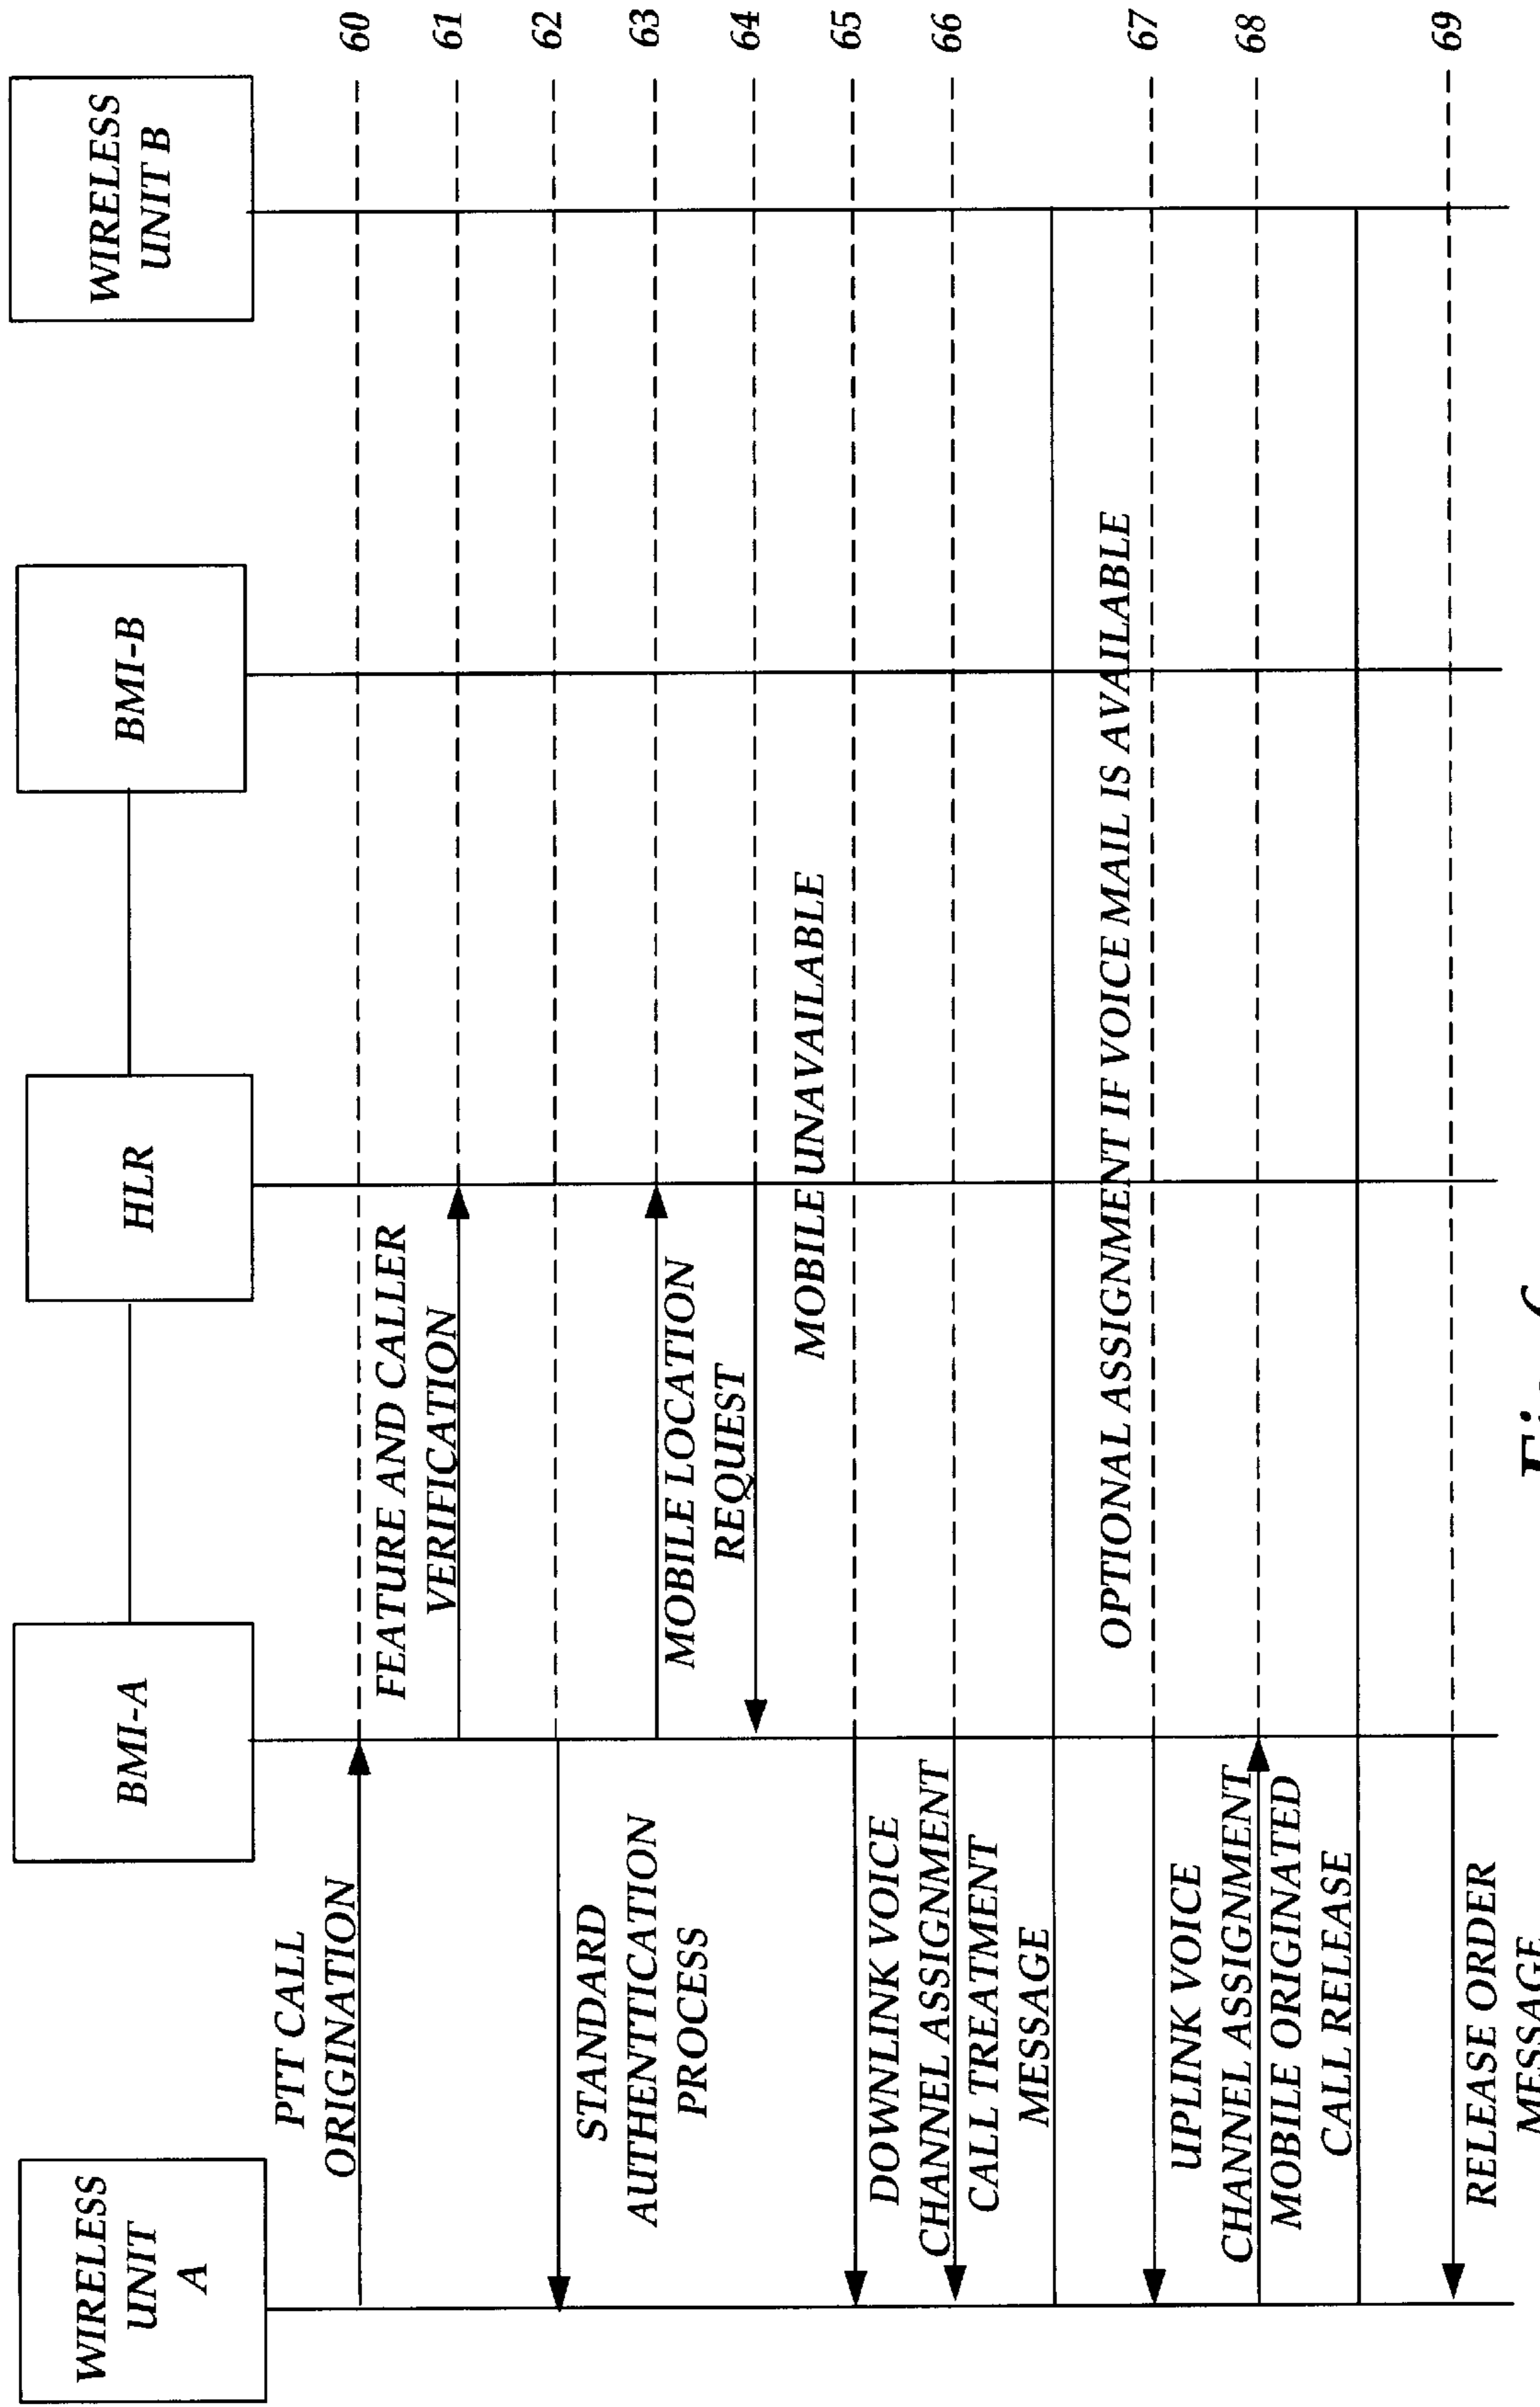 WIRELESS
UNIT
A
BMI-A
HLR
BMI-B
WIRELESS
UNIT B
PTT CALL
ORIGINATION
60
FEATURE AND CALLER
VERIFICATION
61
STANDARD
AUTHENTICATION
PROCESS
62
MOBILE LOCATION
REQUEST
63
MOBILE UNAVAILABLE
64
DOWNLINK VOICE
CHANNEL ASSIGNMENT
65
CALL TREATMENT
MESSAGE
66
OPTIONAL ASSIGNMENT IF VOICE MAIL IS AVAILABLE
UPLINK VOICE
CHANNEL ASSIGNMENT
67
MOBILE ORIGINATED
CALL RELEASE
68
RELEASE ORDER
MESSAGE
69